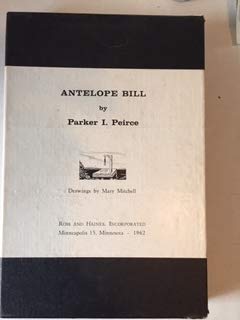 ANTELOPE BILL
by
Parker I. Peirce
Drawings by Mary Mitchell
ROSS AND HAINES, INCORPORATED
Minneapolis 15, Minnesota - 1962